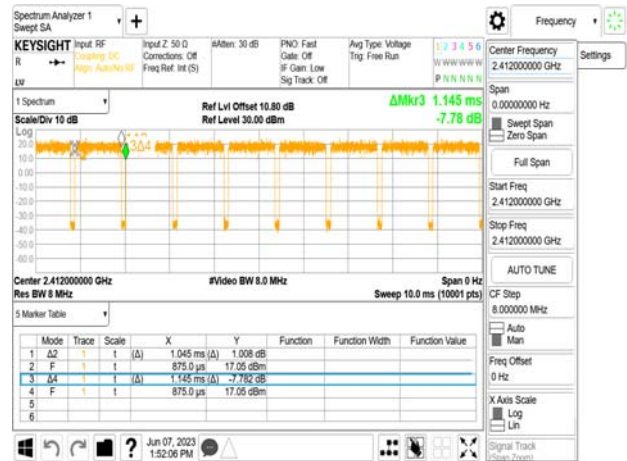 Spectrum Analyzer 1
Swept SA
+
Frequency
KEYSIGHT
R
Input: RF
Coupling: DC
Align: Auto/No RF
Input Z: 50 Ω
Corrections: Off
Freq Ref: Int (S)
#Atten: 30 dB
PNO: Fast
Gate: Off
IF Gain: Low
Sig Track: Off
Avg Type: Voltage
Trig: Free Run
1 2 3 4 5 6
W W W W W W
P N N N N N
1 Spectrum
Scale/Div 10 dB
Ref Lvl Offset 10.80 dB
Ref Level 30.00 dBm
ΔMkr3 1.145 ms
-7.78 dB
Log
20.0
10.0
0.00
-10.0
-20.0
-30.0
-40.0
-50.0
-60.0
3Δ4
Center 2.412000000 GHz
Res BW 8 MHz
#Video BW 8.0 MHz
Span 0 Hz
Sweep 10.0 ms (10001 pts)
5 Marker Table
Mode Trace Scale X Y Function Function Width Function Value
1 Δ2 1 t (Δ) 1.045 ms (Δ) 1.008 dB
2 F 1 t 875.0 µs 17.05 dBm
3 Δ4 1 t (Δ) 1.145 ms (Δ) -7.782 dB
4 F 1 t 875.0 µs 17.05 dBm
5
6
?
Jun 07, 2023
1:52:06 PM
Center Frequency
2.412000000 GHz
Settings
Span
0.00000000 Hz
Swept Span
Zero Span
Full Span
Start Freq
2.412000000 GHz
Stop Freq
2.412000000 GHz
AUTO TUNE
CF Step
8.000000 MHz
Auto
Man
Freq Offset
0 Hz
X Axis Scale
Log
Lin
Signal Track
(Span Zoom)